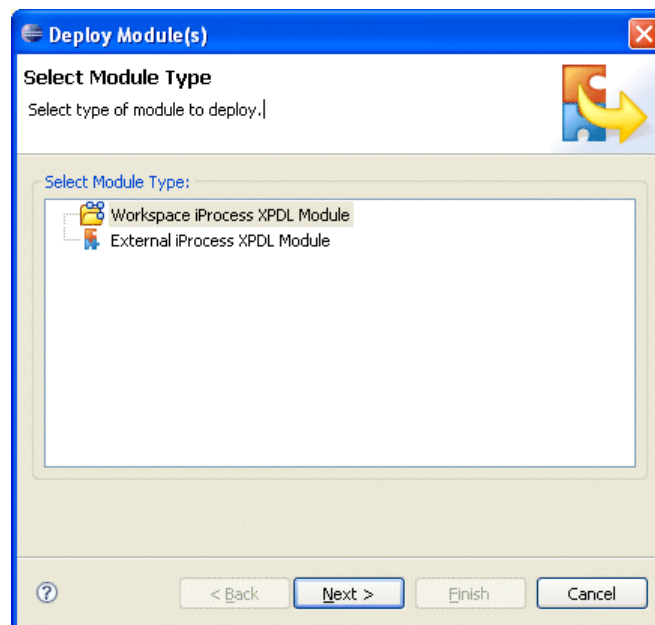 Deploy Module(s)
Select Module Type
Select type of module to deploy.
Select Module Type:
Workspace iProcess XPDL Module
External iProcess XPDL Module
?
< Back Next > Finish Cancel